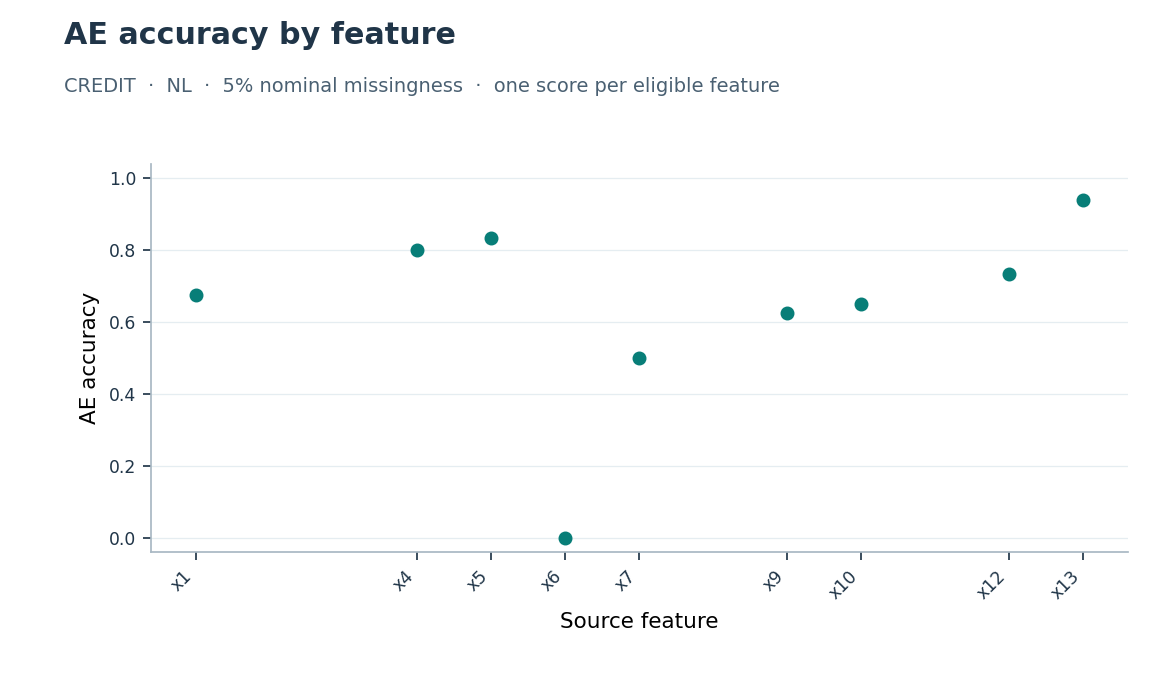 AE accuracy by feature
CREDIT · NL · 5% nominal missingness · one score per eligible feature
1.0
0.8
0.6
0.4
0.2
0.0
AE accuracy
x1
x4
x5
x6
x7
x9
x10
x12
x13
Source feature